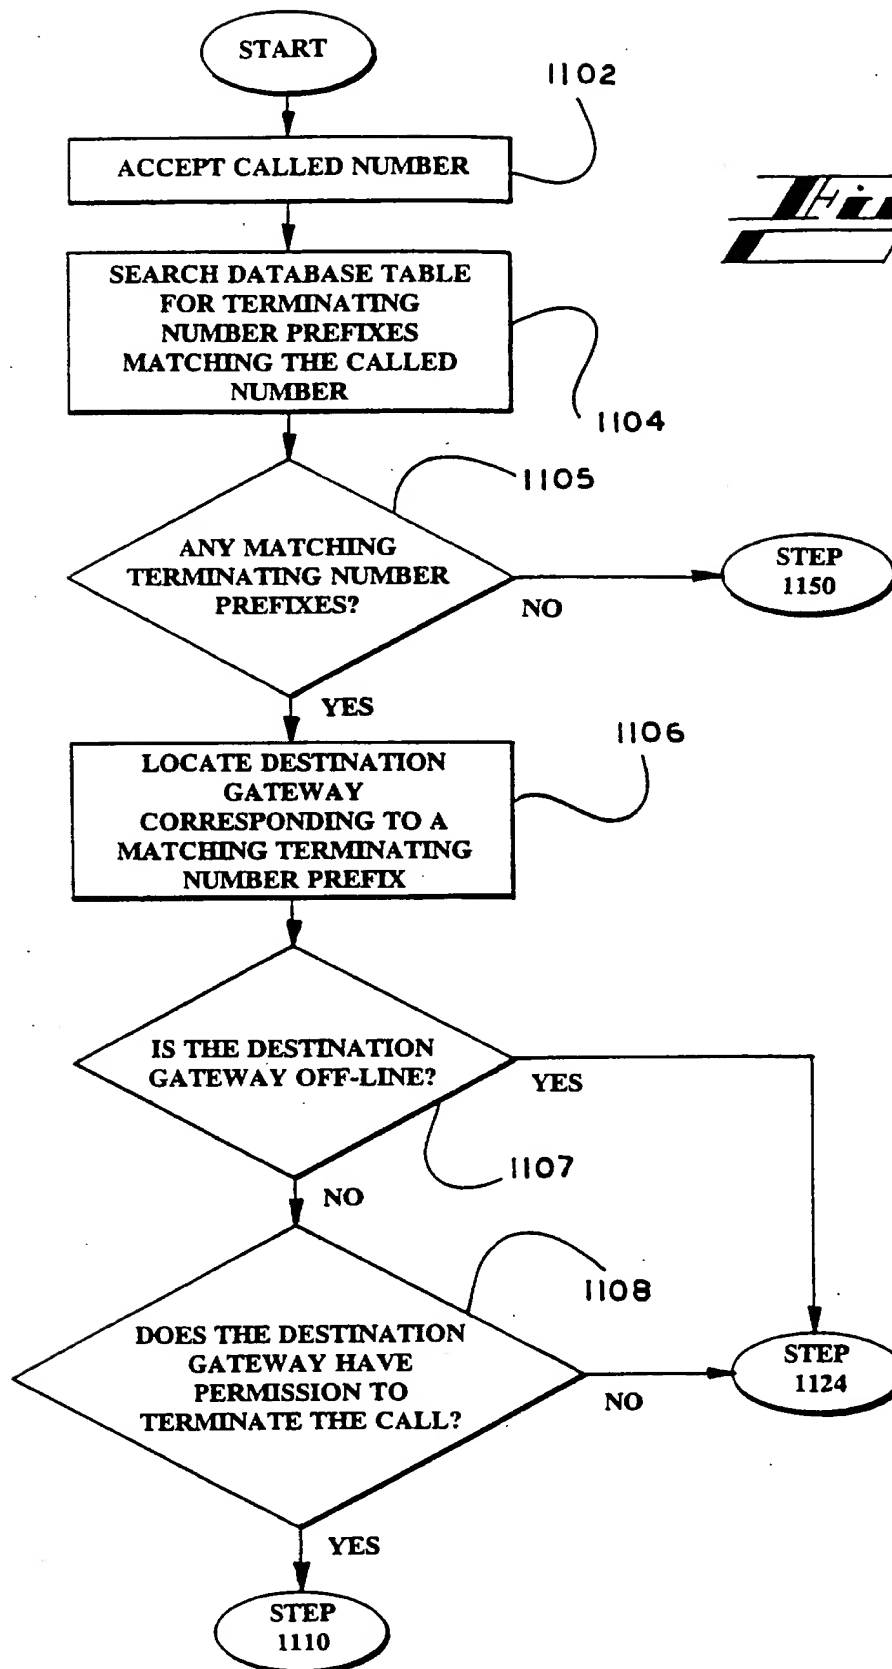 START
1102
ACCEPT CALLED NUMBER
SEARCH DATABASE TABLE
FOR TERMINATING
NUMBER PREFIXES
MATCHING THE CALLED
NUMBER
1104
1105
ANY MATCHING
TERMINATING NUMBER
PREFIXES?
NO
STEP
1150
YES
1106
LOCATE DESTINATION
GATEWAY
CORRESPONDING TO A
MATCHING TERMINATING
NUMBER PREFIX
IS THE DESTINATION
GATEWAY OFF-LINE?
YES
1107
NO
1108
DOES THE DESTINATION
GATEWAY HAVE
PERMISSION TO
TERMINATE THE CALL?
NO
STEP
1124
YES
STEP
1110